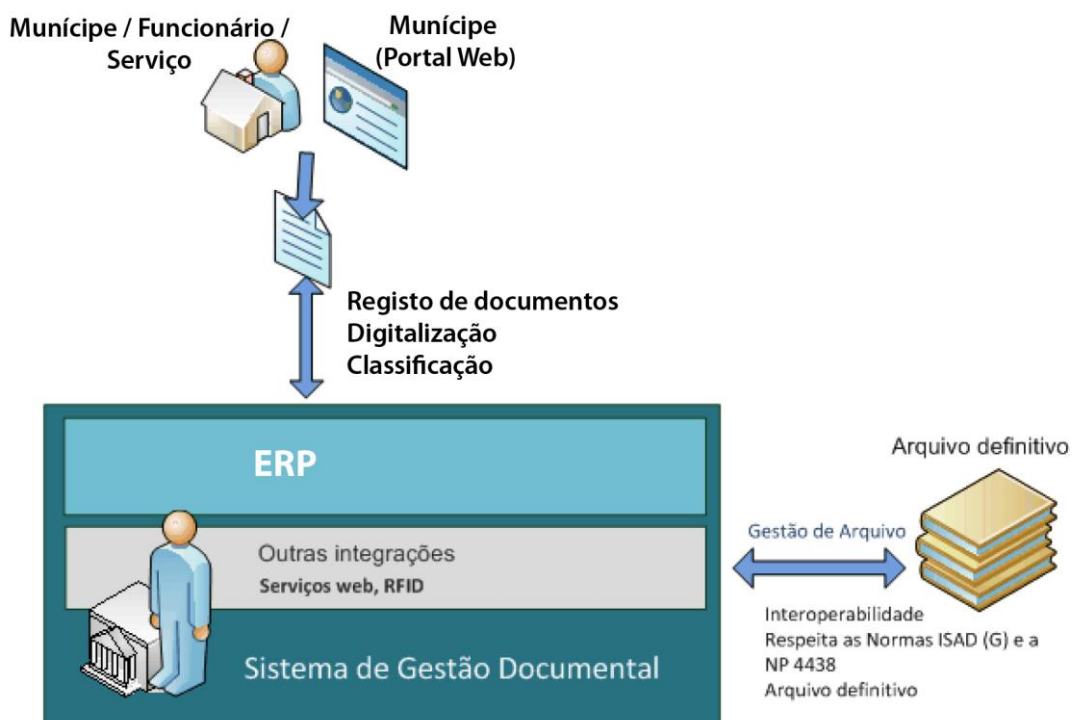 Munícipe / Funcionário /
Serviço
Munícipe
(Portal Web)
Registo de documentos
Digitalização
Classificação
ERP
Outras integrações
Serviços web, RFID
Sistema de Gestão Documental
Arquivo definitivo
Gestão de Arquivo
Interoperabilidade
Respeita as Normas ISAD (G) e a
NP 4438
Arquivo definitivo